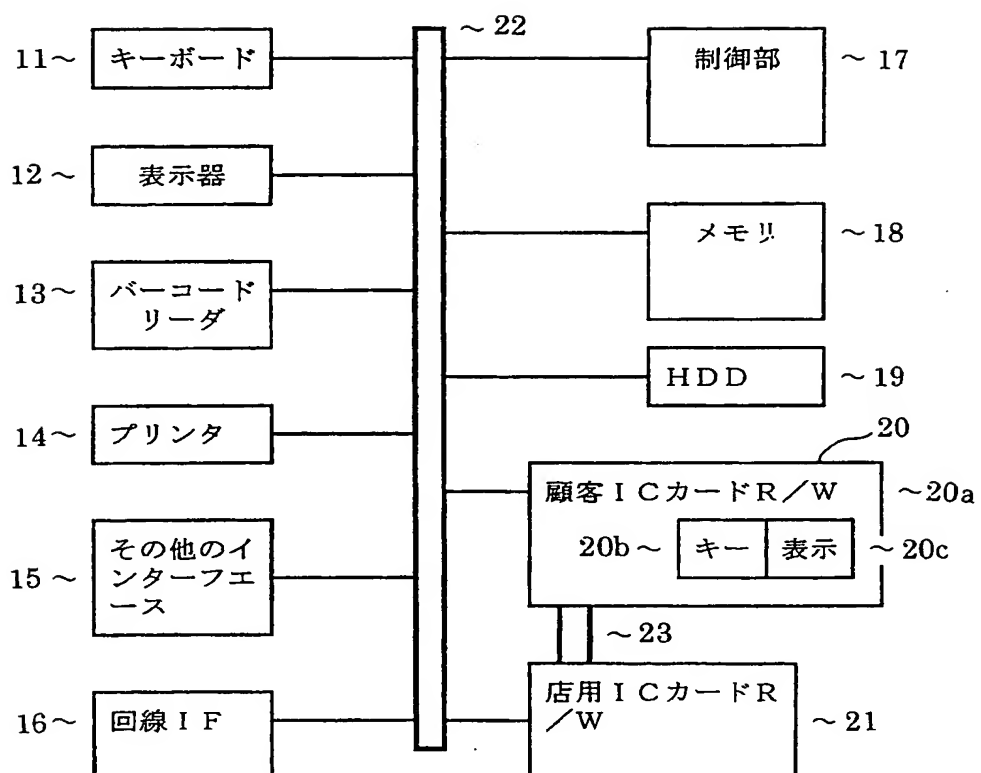 ～22
11～ キーボード
制御部 ～17
12～ 表示器
メモリ ～18
13～ バーコード
リーダ
HDD ～19
14～ プリンタ
20
顧客ICカードR／W ～20a
20b～ キー 表示 ～20c
15～ その他のイ
ンターフエ
ース
～23
16～ 回線IF
店用ICカードR
／W ～21